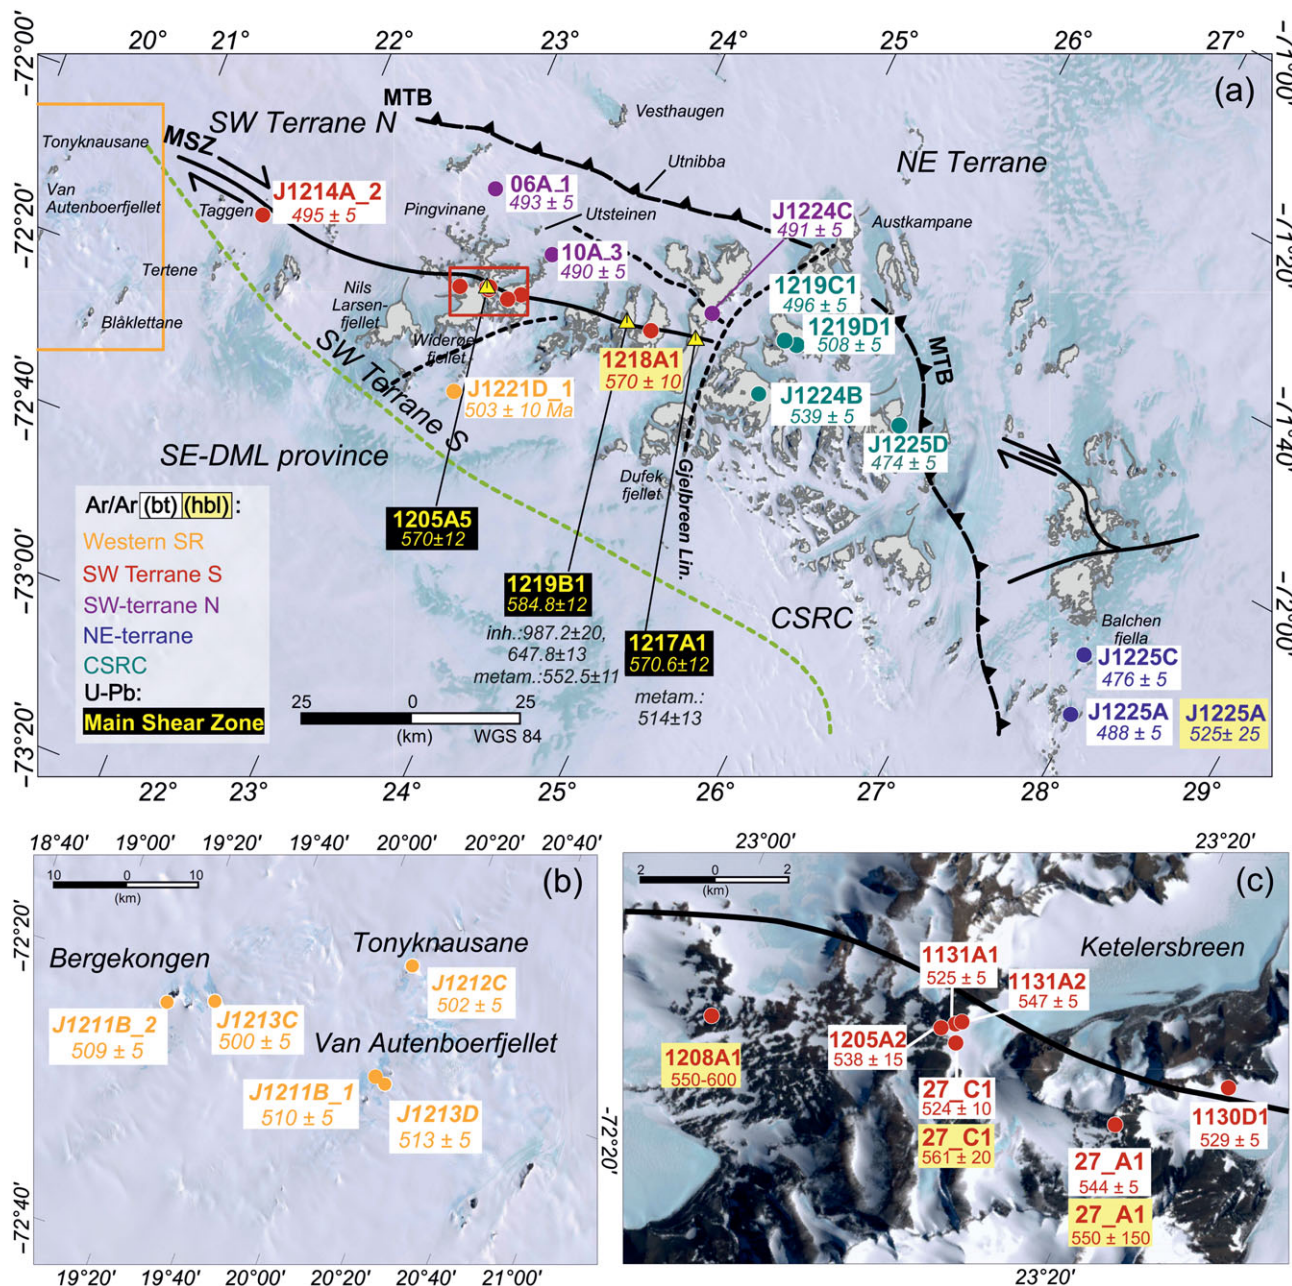 20° 21° 22° 23° 24° 25° 26° 27°
-72°00'
-71°00'
(a)
MTB
SW Terrane N
Vesthaugen
Tonyknausane
MSZ
Utnibba
NE Terrane
Van
Autenboerfjellet
J1214A_2
495 ± 5
06A_1
493 ± 5
Taggen
Pingvinane
Utsteinen
J1224C
491 ± 5
Austkampane
-72°20'
-71°20'
10A_3
490 ± 5
Tertene
1219C1
496 ± 5
Nils
Larsen-
fjellet
1219D1
508 ± 5
Blåklettane
Widerøe
fjellet
SW Terrane S
1218A1
570 ± 10
MTB
J1221D_1
503 ± 10 Ma
J1224B
539 ± 5
-72°40'
-71°40'
J1225D
474 ± 5
SE-DML province
Dufek
fjellet
Gjelbreen Lin.
Ar/Ar (bt) (hbl) :
Western SR
SW Terrane S
SW-terrane N
NE-terrane
CSRC
U-Pb:
Main Shear Zone
1205A5
570±12
1219B1
584.8±12
inh.:987.2±20,
647.8±13
metam.:552.5±11
1217A1
570.6±12
metam.:
514±13
CSRC
-73°00'
-72°00'
Balchen
fjella
J1225C
476 ± 5
J1225A
488 ± 5
J1225A
525± 25
25 0 25
(km) WGS 84
-73°20'
22° 23° 24° 25° 26° 27° 28° 29°
18°40' 19°00' 19°20' 20°00' 20°20' 20°40'
10 0 10
(km)
(b)
-72°20'
Bergekongen
Tonyknausane
J1212C
502 ± 5
J1211B_2
509 ± 5
J1213C
500 ± 5
Van Autenboerfjellet
J1211B_1
510 ± 5
J1213D
513 ± 5
-72°40'
19°20' 19°40' 20°00' 20°20' 20°40' 21°00'
23°00' 23°20'
2 0 2
(km)
(c)
Ketelersbreen
1131A1
525 ± 5
1131A2
547 ± 5
1205A2
538 ± 15
1208A1
550-600
27_C1
524 ± 10
27_C1
561 ± 20
1130D1
529 ± 5
27_A1
544 ± 5
27_A1
550 ± 150
-72°20'
23°20'